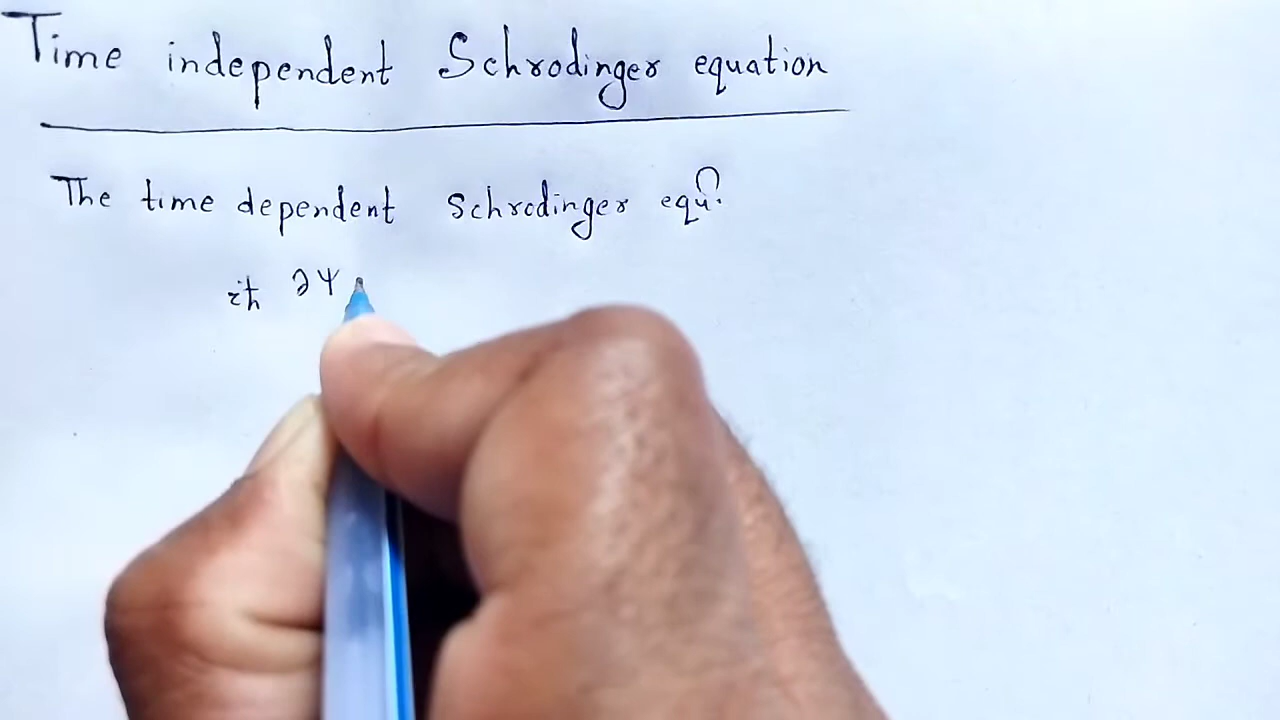 Time independent Schrodinger equation
The time dependent Schrodinger equn.
iħ ∂Ψ